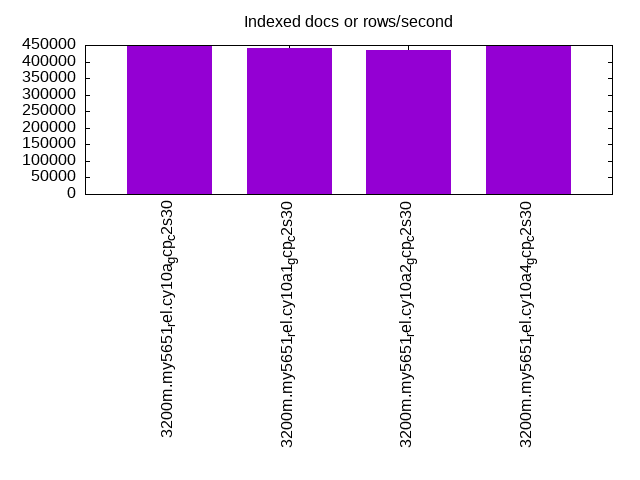 Indexed docs or rows/second
450000
400000
350000
300000
250000
200000
150000
100000
50000
0
3200m.my5651rel.cy10agcpc2s30
3200m.my5651rel.cy10a1gcpc2s30
3200m.my5651rel.cy10a2gcpc2s30
3200m.my5651rel.cy10a4gcpc2s30